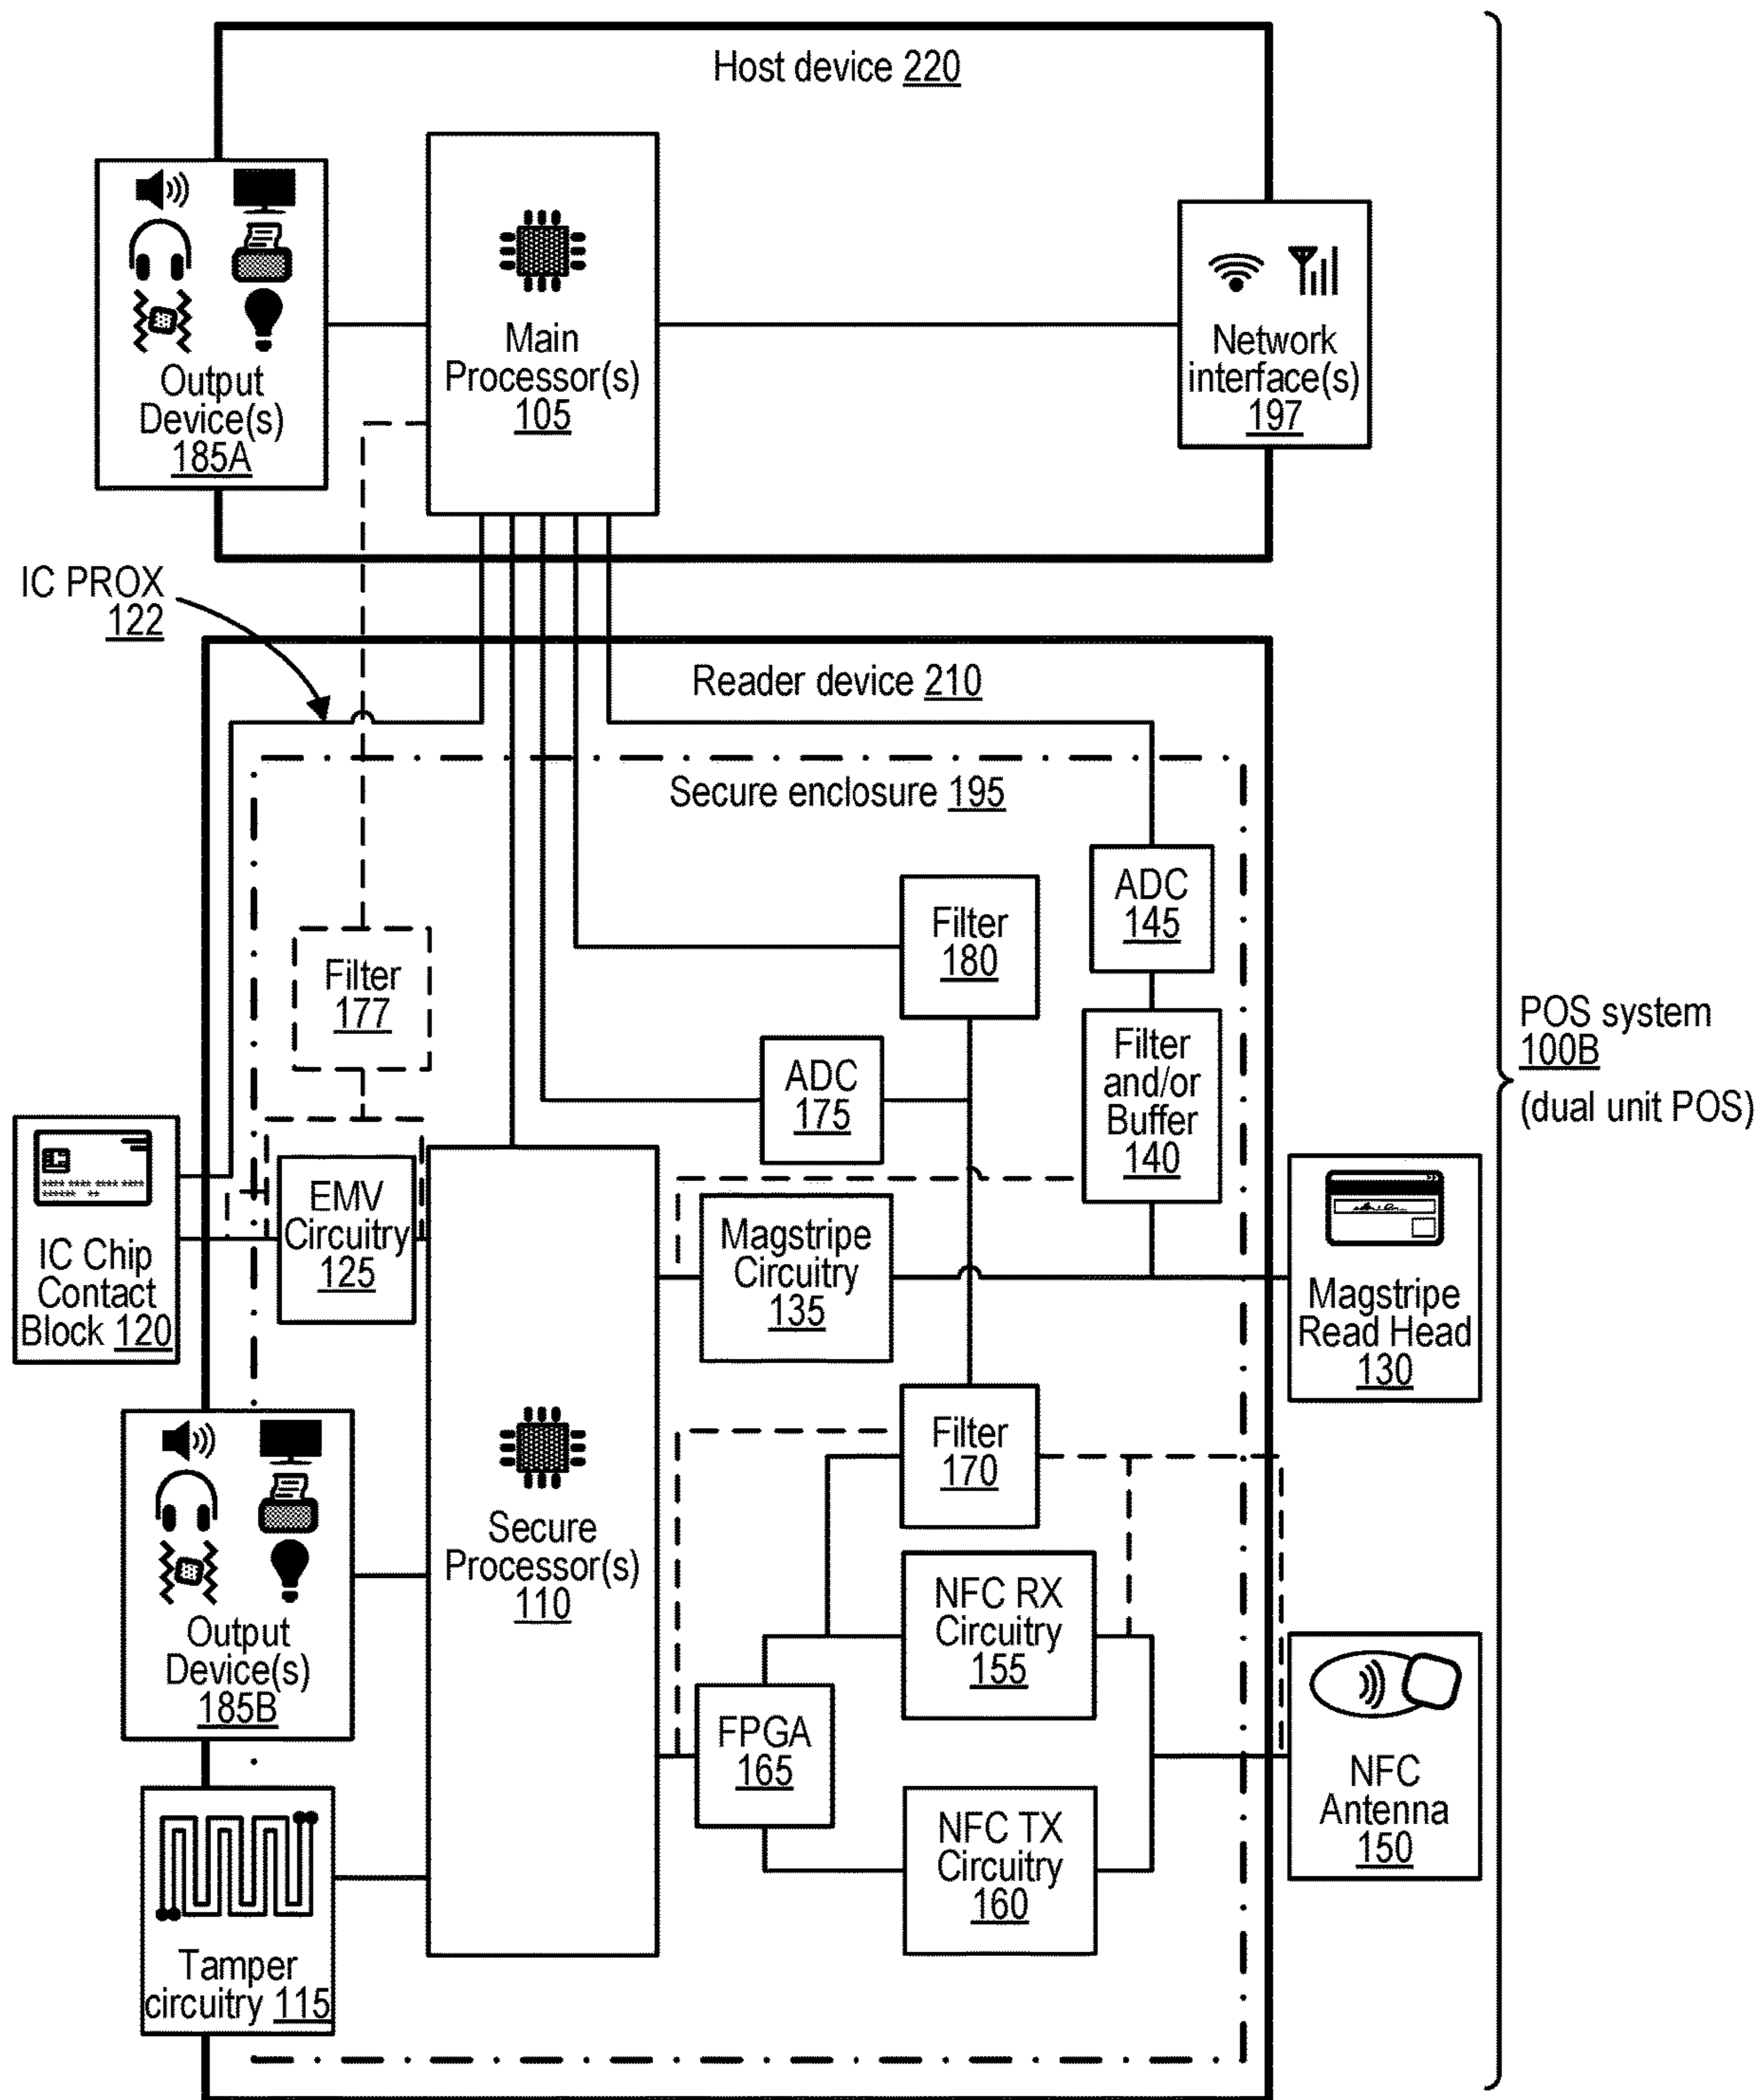 Host device 220
Main
Processor(s)
105
Output
Device(s)
185A
Network
interface(s)
197
IC PROX
122
Reader device 210
Secure enclosure 195
ADC
145
Filter
180
Filter
177
Filter
and/or
Buffer
140
ADC
175
POS system
100B
(dual unit POS)
IC Chip
Contact
Block 120
EMV
Circuitry
125
Magstripe
Circuitry
135
Magstripe
Read Head
130
Filter
170
Secure
Processor(s)
110
Output
Device(s)
185B
NFC RX
Circuitry
155
FPGA
165
NFC TX
Circuitry
160
NFC
Antenna
150
Tamper
circuitry 115